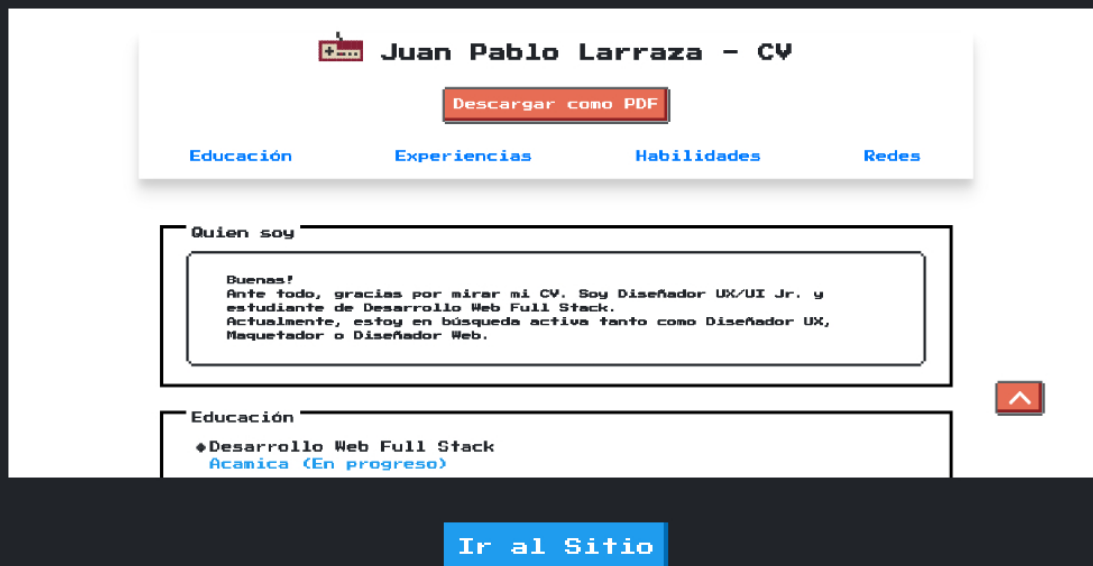 Juan Pablo Larraza - CV
Descargar como PDF
Educación Experiencias Habilidades Redes
Quien soy
Buenas!
Ante todo, gracias por mirar mi CV. Soy Diseñador UX/UI Jr. y
estudiante de Desarrollo Web Full Stack.
Actualmente, estoy en búsqueda activa tanto como Diseñador UX,
Maquetador o Diseñador Web.
Educación
Desarrollo Web Full Stack
Acamica (En progreso)
Ir al Sitio